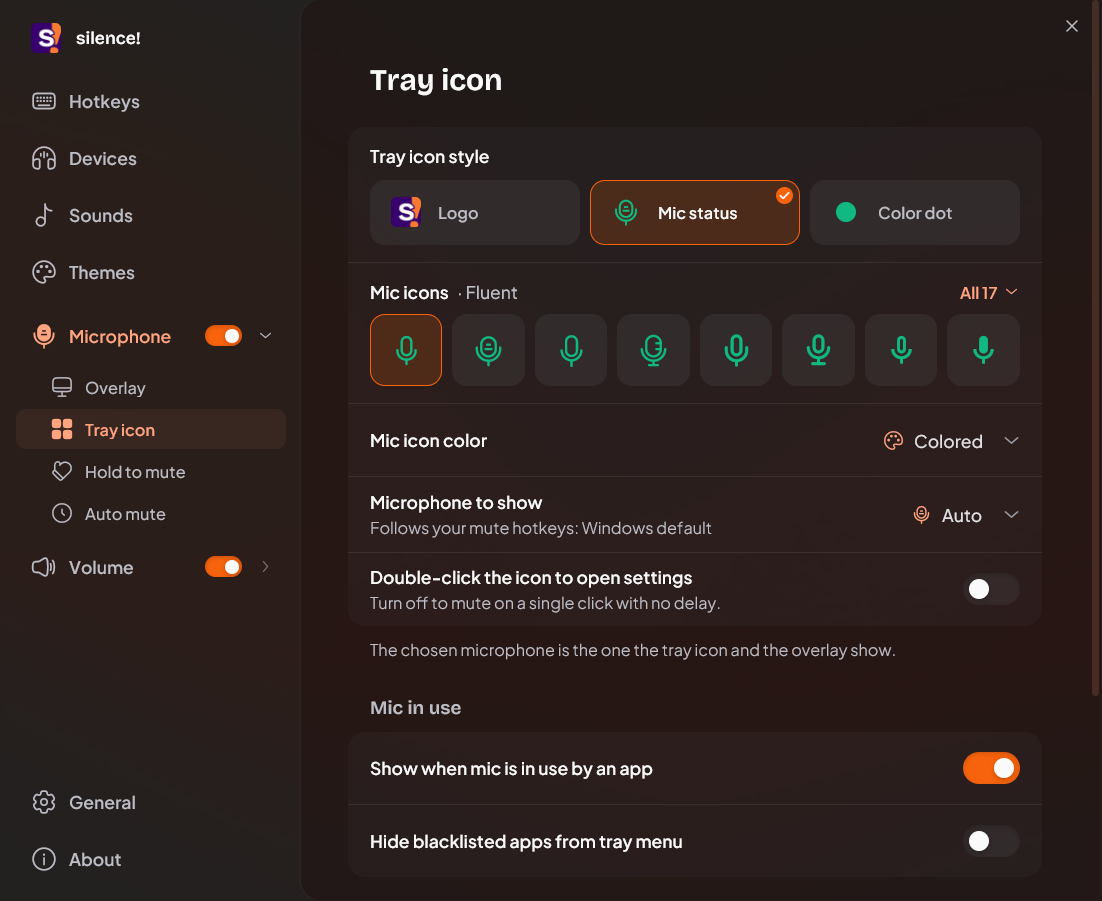 S! silence!
Hotkeys
Devices
Sounds
Themes
Microphone
Overlay
Tray icon
Hold to mute
Auto mute
Volume
General
About
Tray icon
Tray icon style
S! Logo
Mic status
Color dot
Mic icons · Fluent
All 17
Mic icon color
Colored
Microphone to show
Follows your mute hotkeys: Windows default
Auto
Double-click the icon to open settings
Turn off to mute on a single click with no delay.
The chosen microphone is the one the tray icon and the overlay show.
Mic in use
Show when mic is in use by an app
Hide blacklisted apps from tray menu